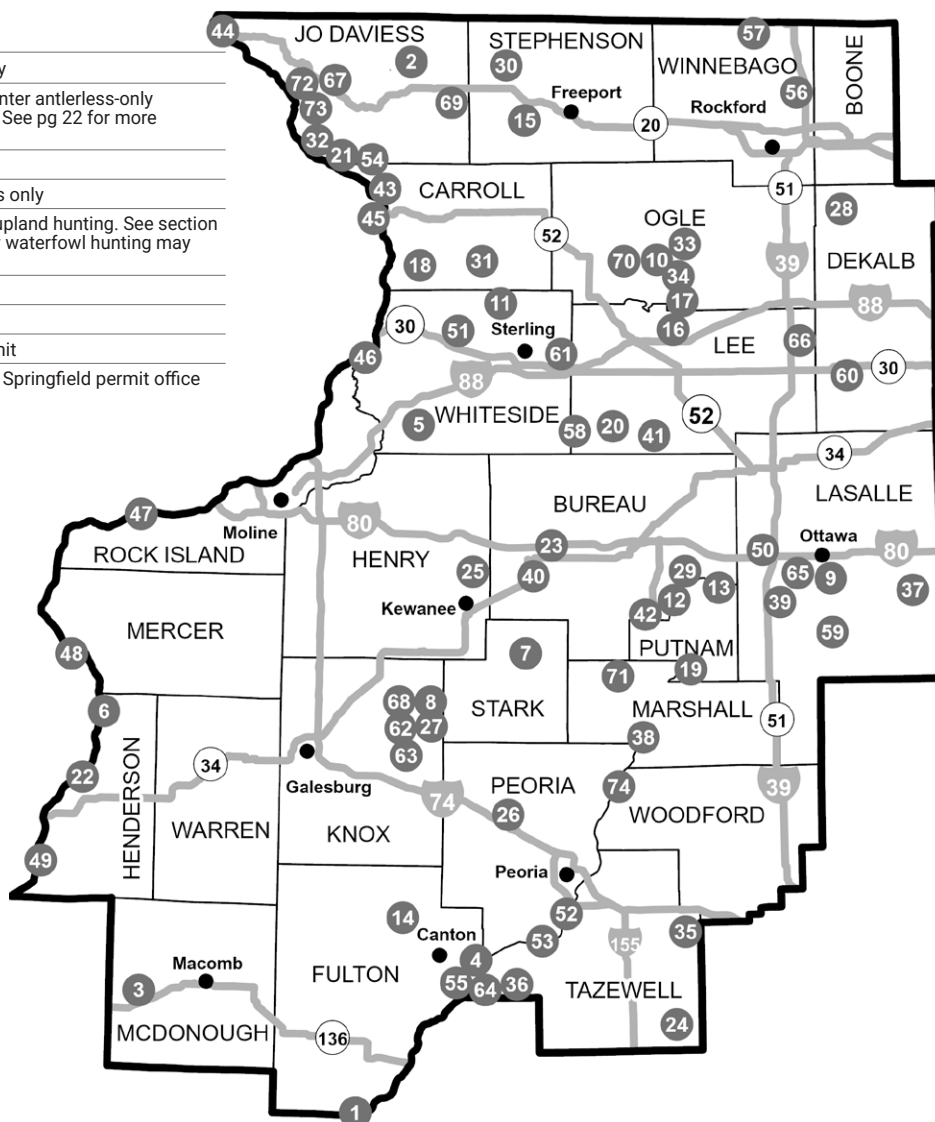 y
nter antlerless-only
See pg 22 for more
s only
upland hunting. See section
r waterfowl hunting may
nit
Springfield permit office
44
JO DAVIESS
2
STEPHENSON
30
57
WINNEBAGO
BOONE
72
67
69
73
15
Freeport
20
56
Rockford
32
21
54
43
CARROLL
51
45
52
OGLE
28
33
18
31
70
10
34
39
DEKALB
11
17
88
30
51
Sterling
16
LEE
66
46
61
88
60
30
5
WHITESIDE
58
20
41
52
34
BUREAU
LASALLE
47
Moline
80
ROCK ISLAND
HENRY
23
50
Ottawa
80
25
40
29
65
9
37
Kewanee
12
13
39
42
59
MERCER
PUTNAM
48
7
71
19
6
68
8
STARK
MARSHALL
51
62
27
38
63
34
22
Galesburg
PEORIA
74
39
HENDERSON
74
26
WOODFORD
WARREN
KNOX
49
Peoria
14
52
Canton
53
155
35
4
Macomb
FULTON
55
64
36
3
TAZEWELL
24
MCDONOUGH
136
1